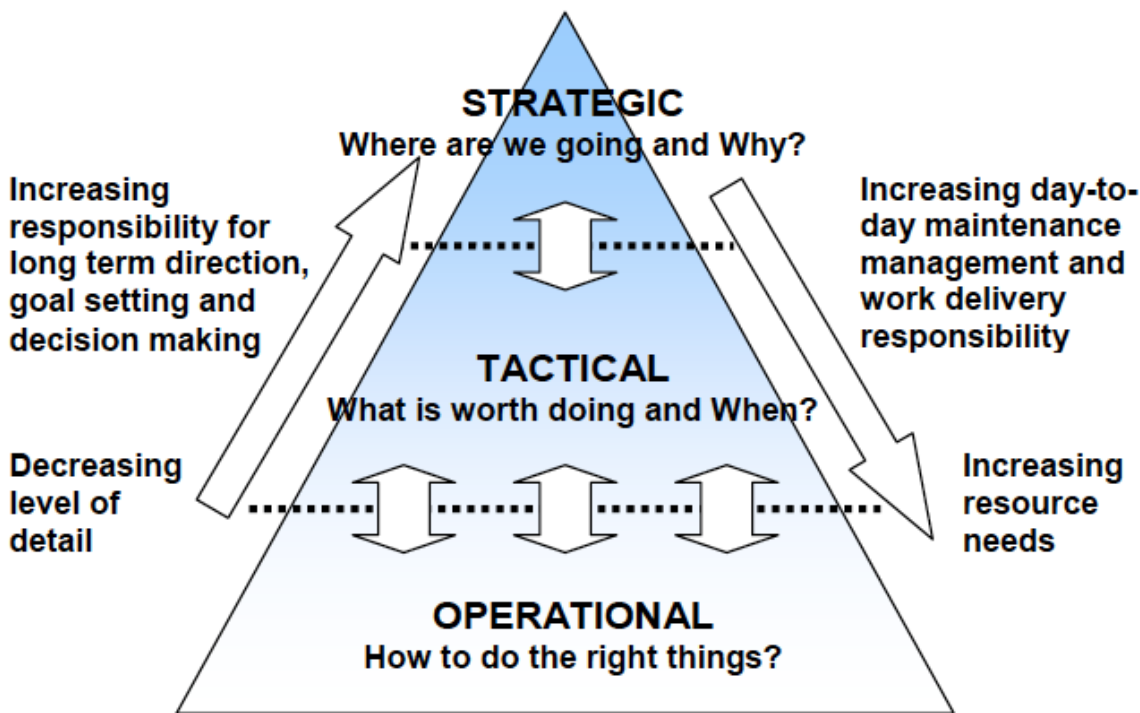 STRATEGIC
Where are we going and Why?
Increasing
responsibility for
long term direction,
goal setting and
decision making
Increasing day-to-
day maintenance
management and
work delivery
responsibility
TACTICAL
What is worth doing and When?
Decreasing
level of
detail
Increasing
resource
needs
OPERATIONAL
How to do the right things?